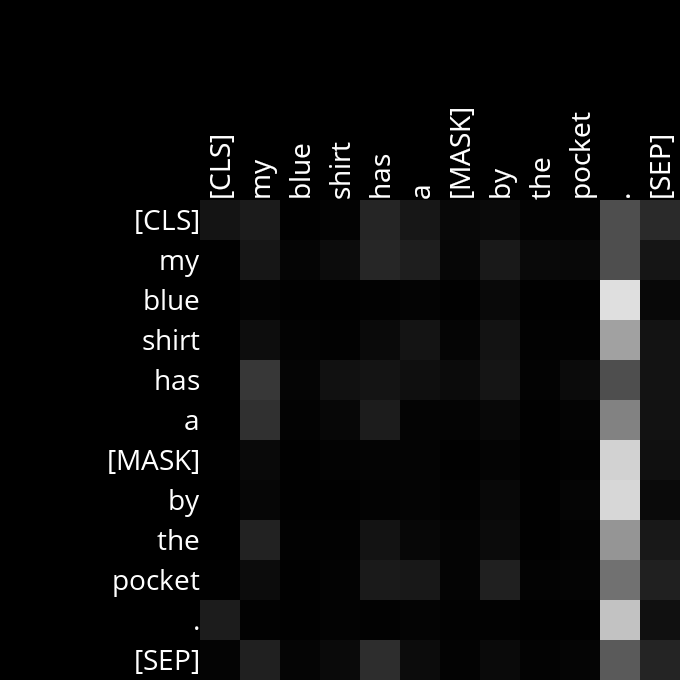 [CLS] my blue shirt has a [MASK] by the pocket . [SEP]
[CLS]
my
blue
shirt
has
a
[MASK]
by
the
pocket
.
[SEP]